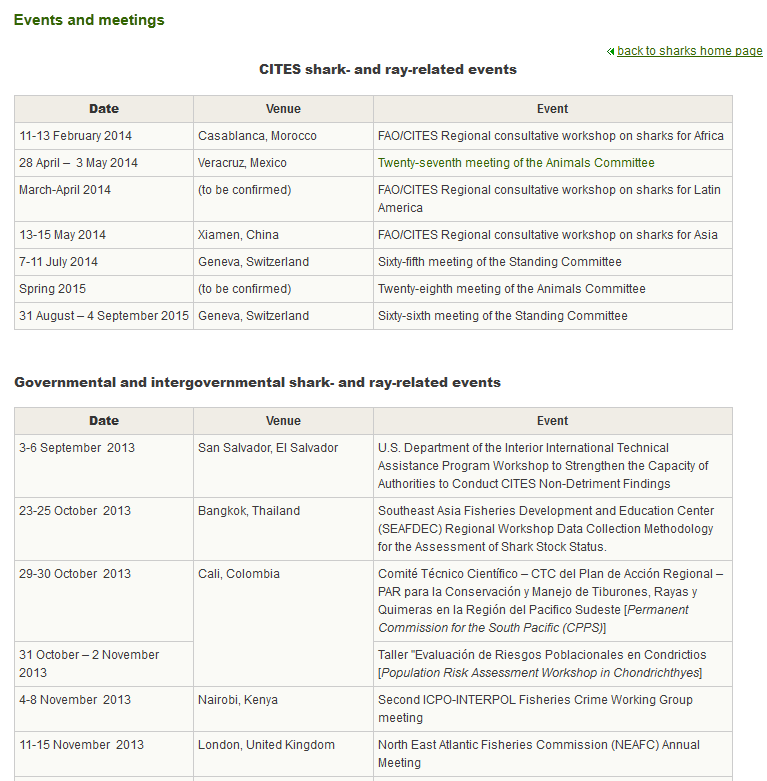 Events and meetings
back to sharks home page
CITES shark- and ray-related events
Date Venue Event
11-13 February 2014 Casablanca, Morocco FAO/CITES Regional consultative workshop on sharks for Africa
28 April – 3 May 2014 Veracruz, Mexico Twenty-seventh meeting of the Animals Committee
March-April 2014 (to be confirmed) FAO/CITES Regional consultative workshop on sharks for Latin
America
13-15 May 2014 Xiamen, China FAO/CITES Regional consultative workshop on sharks for Asia
7-11 July 2014 Geneva, Switzerland Sixty-fifth meeting of the Standing Committee
Spring 2015 (to be confirmed) Twenty-eighth meeting of the Animals Committee
31 August – 4 September 2015 Geneva, Switzerland Sixty-sixth meeting of the Standing Committee
Governmental and intergovernmental shark- and ray-related events
Date Venue Event
3-6 September 2013 San Salvador, El Salvador U.S. Department of the Interior International Technical
Assistance Program Workshop to Strengthen the Capacity of
Authorities to Conduct CITES Non-Detriment Findings
23-25 October 2013 Bangkok, Thailand Southeast Asia Fisheries Development and Education Center
(SEAFDEC) Regional Workshop Data Collection Methodology
for the Assessment of Shark Stock Status.
29-30 October 2013 Cali, Colombia Comité Técnico Científico – CTC del Plan de Acción Regional –
PAR para la Conservación y Manejo de Tiburones, Rayas y
Quimeras en la Región del Pacifico Sudeste [Permanent
Commission for the South Pacific (CPPS)]
31 October – 2 November Taller "Evaluación de Riesgos Poblacionales en Condrictios
2013 [Population Risk Assessment Workshop in Chondrichthyes]
4-8 November 2013 Nairobi, Kenya Second ICPO-INTERPOL Fisheries Crime Working Group
meeting
11-15 November 2013 London, United Kingdom North East Atlantic Fisheries Commission (NEAFC) Annual
Meeting